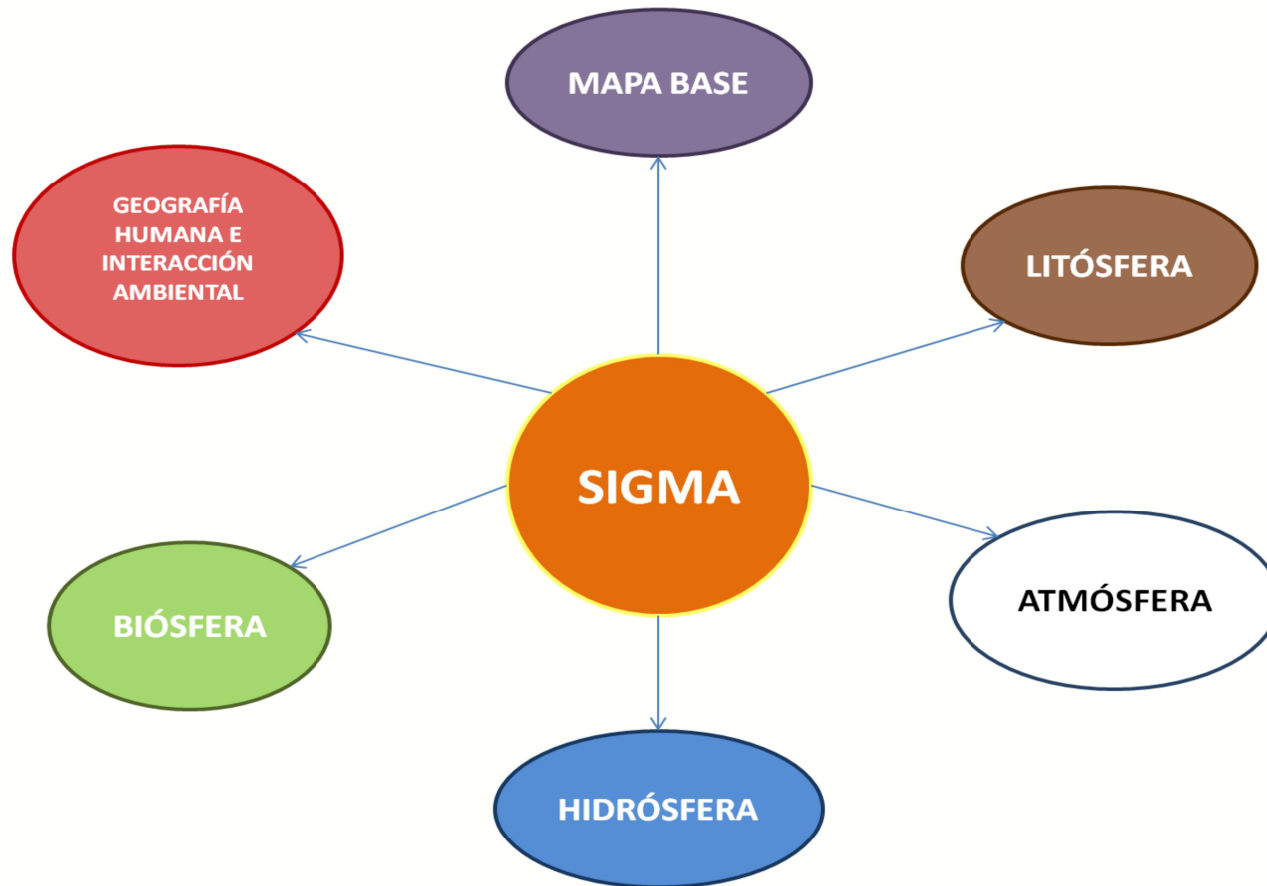 MAPA BASE
GEOGRAFÍA
HUMANA E
INTERACCIÓN
AMBIENTAL
LITÓSFERA
SIGMA
BIÓSFERA
ATMÓSFERA
HIDRÓSFERA